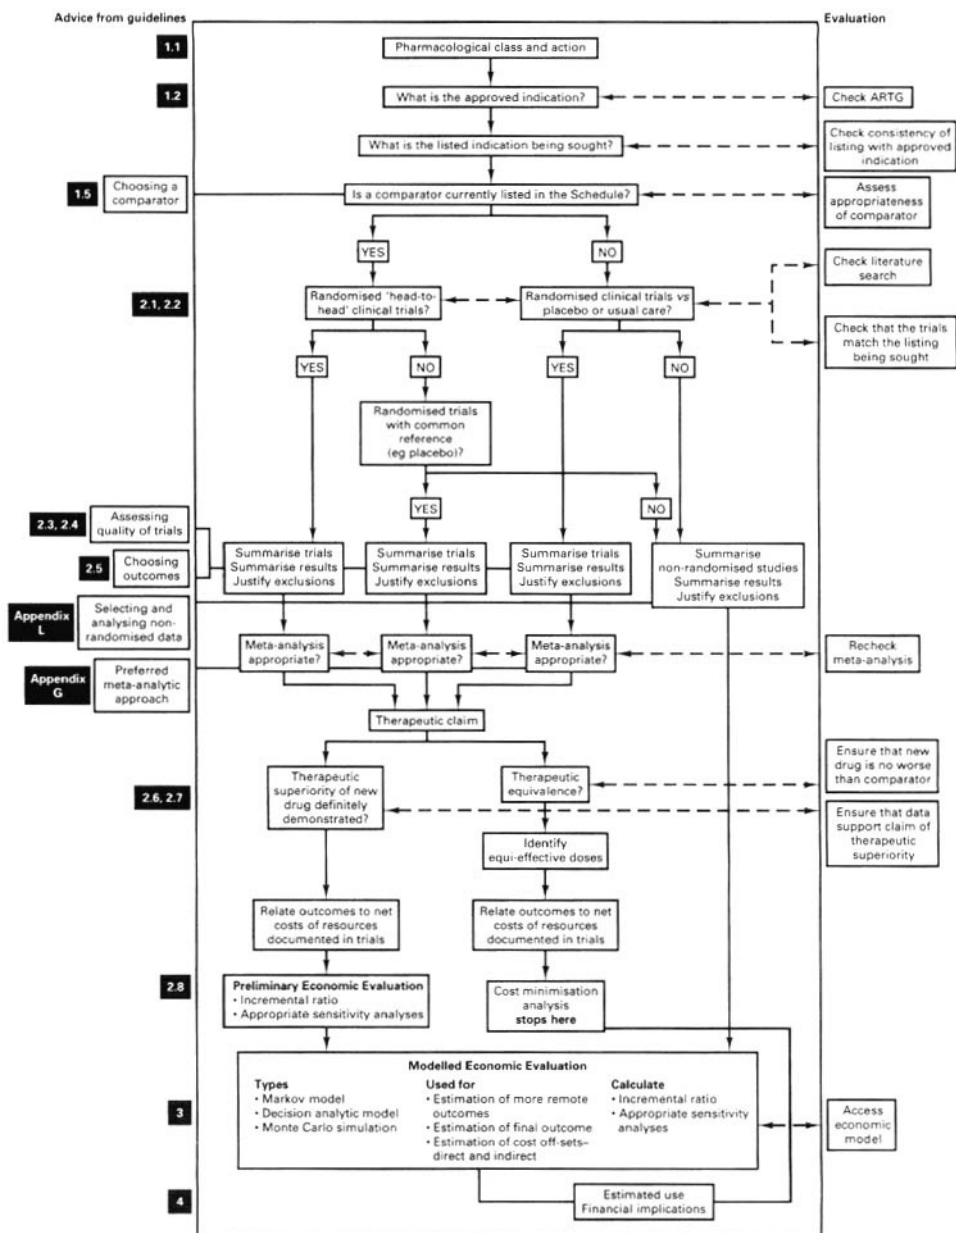 Advice from guidelines
Evaluation
1.1
Pharmacological class and action
1.2
What is the approved indication?
Check ARTG
What is the listed indication being sought?
Check consistency of
listing with approved
indication
1.5
Choosing a
comparator
Is a comparator currently listed in the Schedule?
Assess
appropriateness
of comparator
YES
NO
Check literature
search
2.1, 2.2
Randomised 'head-to-
head' clinical trials?
Randomised clinical trials vs
placebo or usual care?
Check that the trials
match the listing
being sought
YES
NO
YES
NO
Randomised trials
with common
reference
(eg placebo)?
YES
NO
2.3, 2.4
Assessing
quality of trials
2.5
Choosing
outcomes
Summarise trials
Summarise results
Justify exclusions
Summarise trials
Summarise results
Justify exclusions
Summarise trials
Summarise results
Justify exclusions
Summarise
non-randomised studies
Summarise results
Justify exclusions
Appendix
L
Selecting and
analysing non-
randomised data
Meta-analysis
appropriate?
Meta-analysis
appropriate?
Meta-analysis
appropriate?
Recheck
meta-analysis
Appendix
G
Preferred
meta-analytic
approach
Therapeutic claim
2.6, 2.7
Therapeutic
superiority of new
drug definitely
demonstrated?
Therapeutic
equivalence?
Ensure that new
drug is no worse
than comparator
Ensure that data
support claim of
therapeutic
superiority
Identify
equi-effective doses
Relate outcomes to net
costs of resources
documented in trials
Relate outcomes to net
costs of resources
documented in trials
2.8
Preliminary Economic Evaluation
• Incremental ratio
• Appropriate sensitivity analyses
Cost minimisation
analysis
stops here
Modelled Economic Evaluation
3
Types
• Markov model
• Decision analytic model
• Monte Carlo simulation
Used for
• Estimation of more remote
outcomes
• Estimation of final outcome
• Estimation of cost off-sets–
direct and indirect
Calculate
• Incremental ratio
• Appropriate sensitivity
analyses
Access
economic
model
4
Estimated use
Financial implications